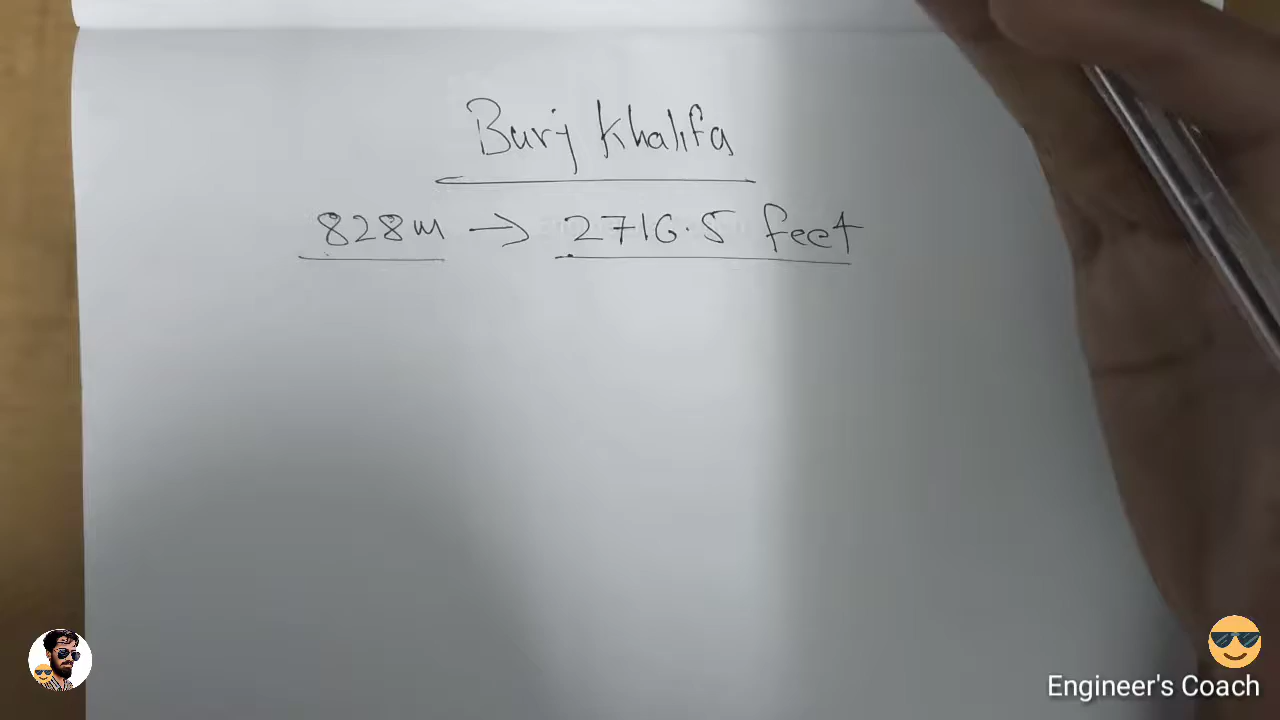 Burj Khalifa
828m → 2716.5 feet
Engineer's Coach